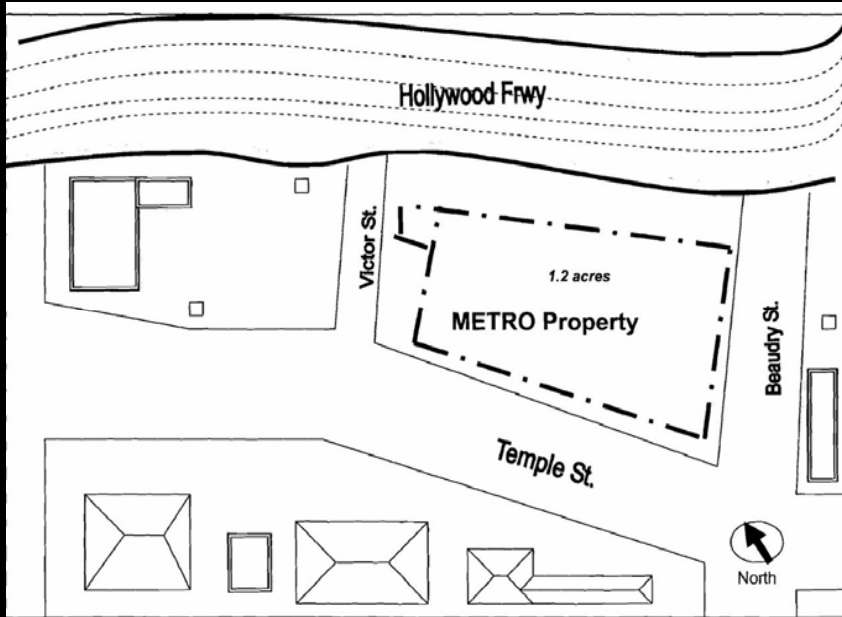 Hollywood Frwy
Victor St.
1.2 acres
METRO Property
Beaudry St.
Temple St.
North